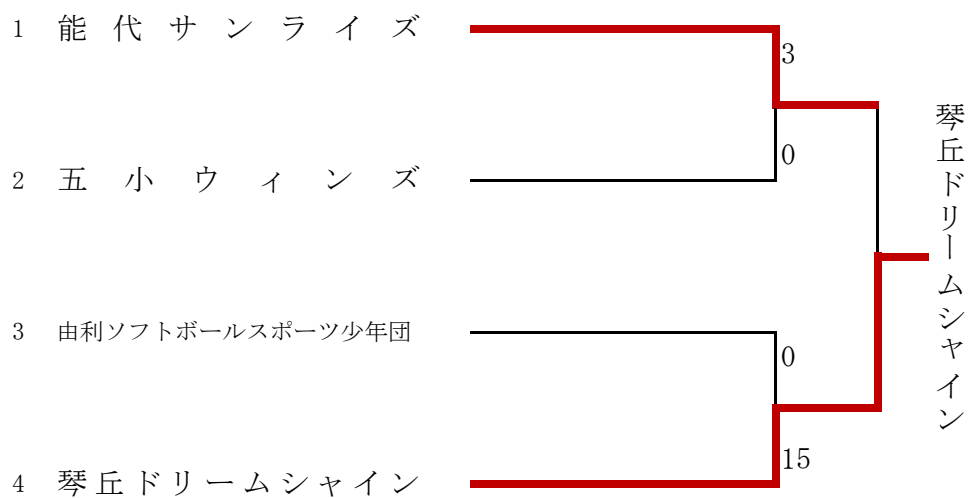 1 能代サンライズ
3
0
2 五小ウィンズ
琴丘ドリームシャイン
3 由利ソフトボールスポーツ少年団
0
15
4 琴丘ドリームシャイン